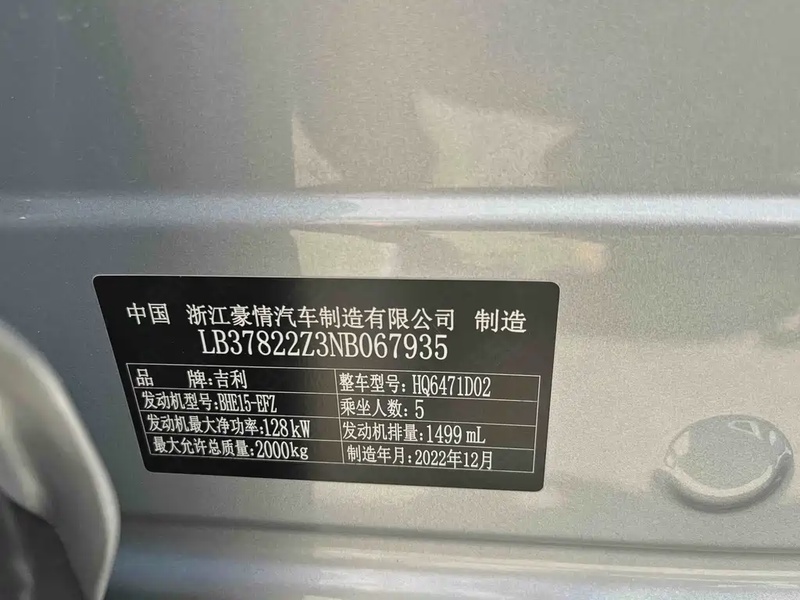 中国 浙江豪情汽车制造有限公司 制造
LB37822Z3NB067935
品 牌:吉利 整车型号:HQ6471D02
发动机型号:BHE15-EFZ 乘坐人数:5
发动机最大净功率:128kW 发动机排量:1499mL
最大允许总质量:2000kg 制造年月:2022年12月